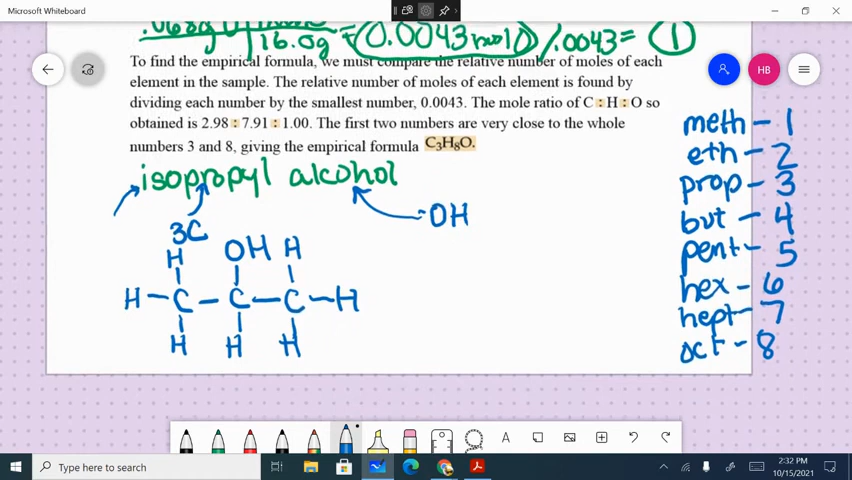 Microsoft Whiteboard
.068g
16.0g = 0.0043 mol /.0043 = 1
To find the empirical formula, we must compare the relative number of moles of each
element in the sample. The relative number of moles of each element is found by
dividing each number by the smallest number, 0.0043. The mole ratio of C : H : O so
obtained is 2.98 : 7.91 : 1.00. The first two numbers are very close to the whole
numbers 3 and 8, giving the empirical formula C₃H₈O.
HB
isopropyl alcohol
3C
-OH
H OH H
H - C - C - C - H
H H H
meth - 1
eth - 2
prop - 3
but - 4
pent - 5
hex - 6
hept - 7
oct - 8
A
Type here to search
2:32 PM
10/15/2021